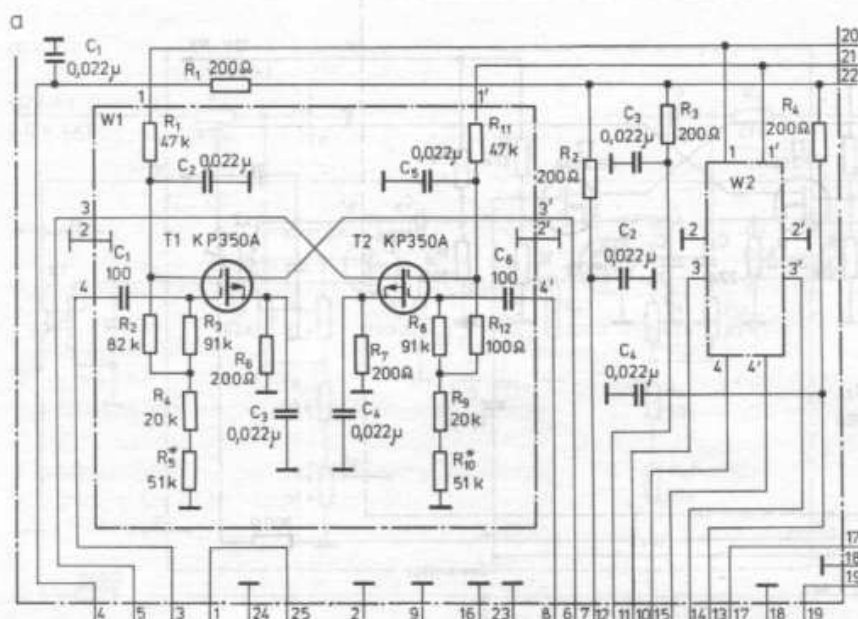 a
C₁
0,022µ
R₁ 200Ω
20
21
22
1
1'
W1
R₁
47k
C₂ 0,022µ
0,022µ
C₅
R₁₁
47k
C₃
0,022µ
R₃
200Ω
R₄
200Ω
R₂
200Ω
1
1'
W2
3
3'
2
2'
2
2'
T1 KP350A
T2 KP350A
C₁
100
C₆
100
C₂
0,022µ
3
3'
4
4'
R₂
82k
R₃
91k
R₆
200Ω
R₇
200Ω
R₈
91k
R₁₂
100Ω
C₄
0,022µ
4
4'
R₄
20k
C₃
0,022µ
C₄
0,022µ
R₉
20k
R₅*
51k
R₁₀*
51k
17
18
19
4 5 3 1 24 25 2 9 16 23 8 6 7 12 11 10 15 14 13 17 18 19